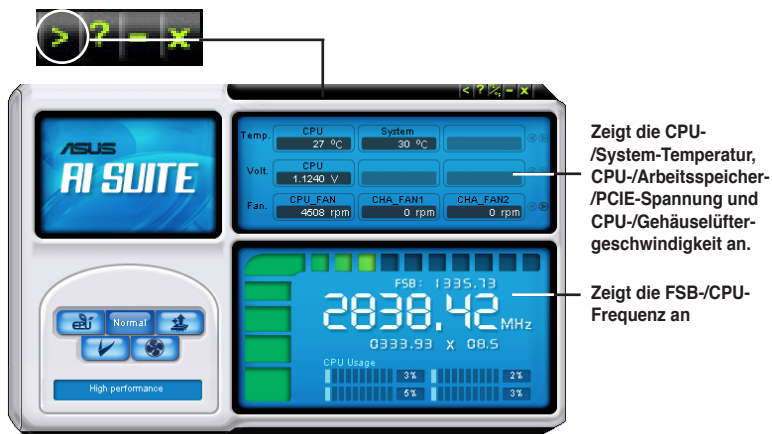 > ? - x
< ? °C/°F - x
ASUS
AI SUITE
Temp. CPU System
27 °C 30 °C
Volt. CPU
1.1240 V
Fan. CPU_FAN CHA_FAN1 CHA_FAN2
4508 rpm 0 rpm 0 rpm
Zeigt die CPU-
/System-Temperatur,
CPU-/Arbeitsspeicher-
/PCIE-Spannung und
CPU-/Gehäuselüfter-
geschwindigkeit an.
FSB: 1335.73
2838.42 MHz
0333.93 X 08.5
CPU Usage
3% 2%
6% 3%
Zeigt die FSB-/CPU-
Frequenz an
Normal
High performance